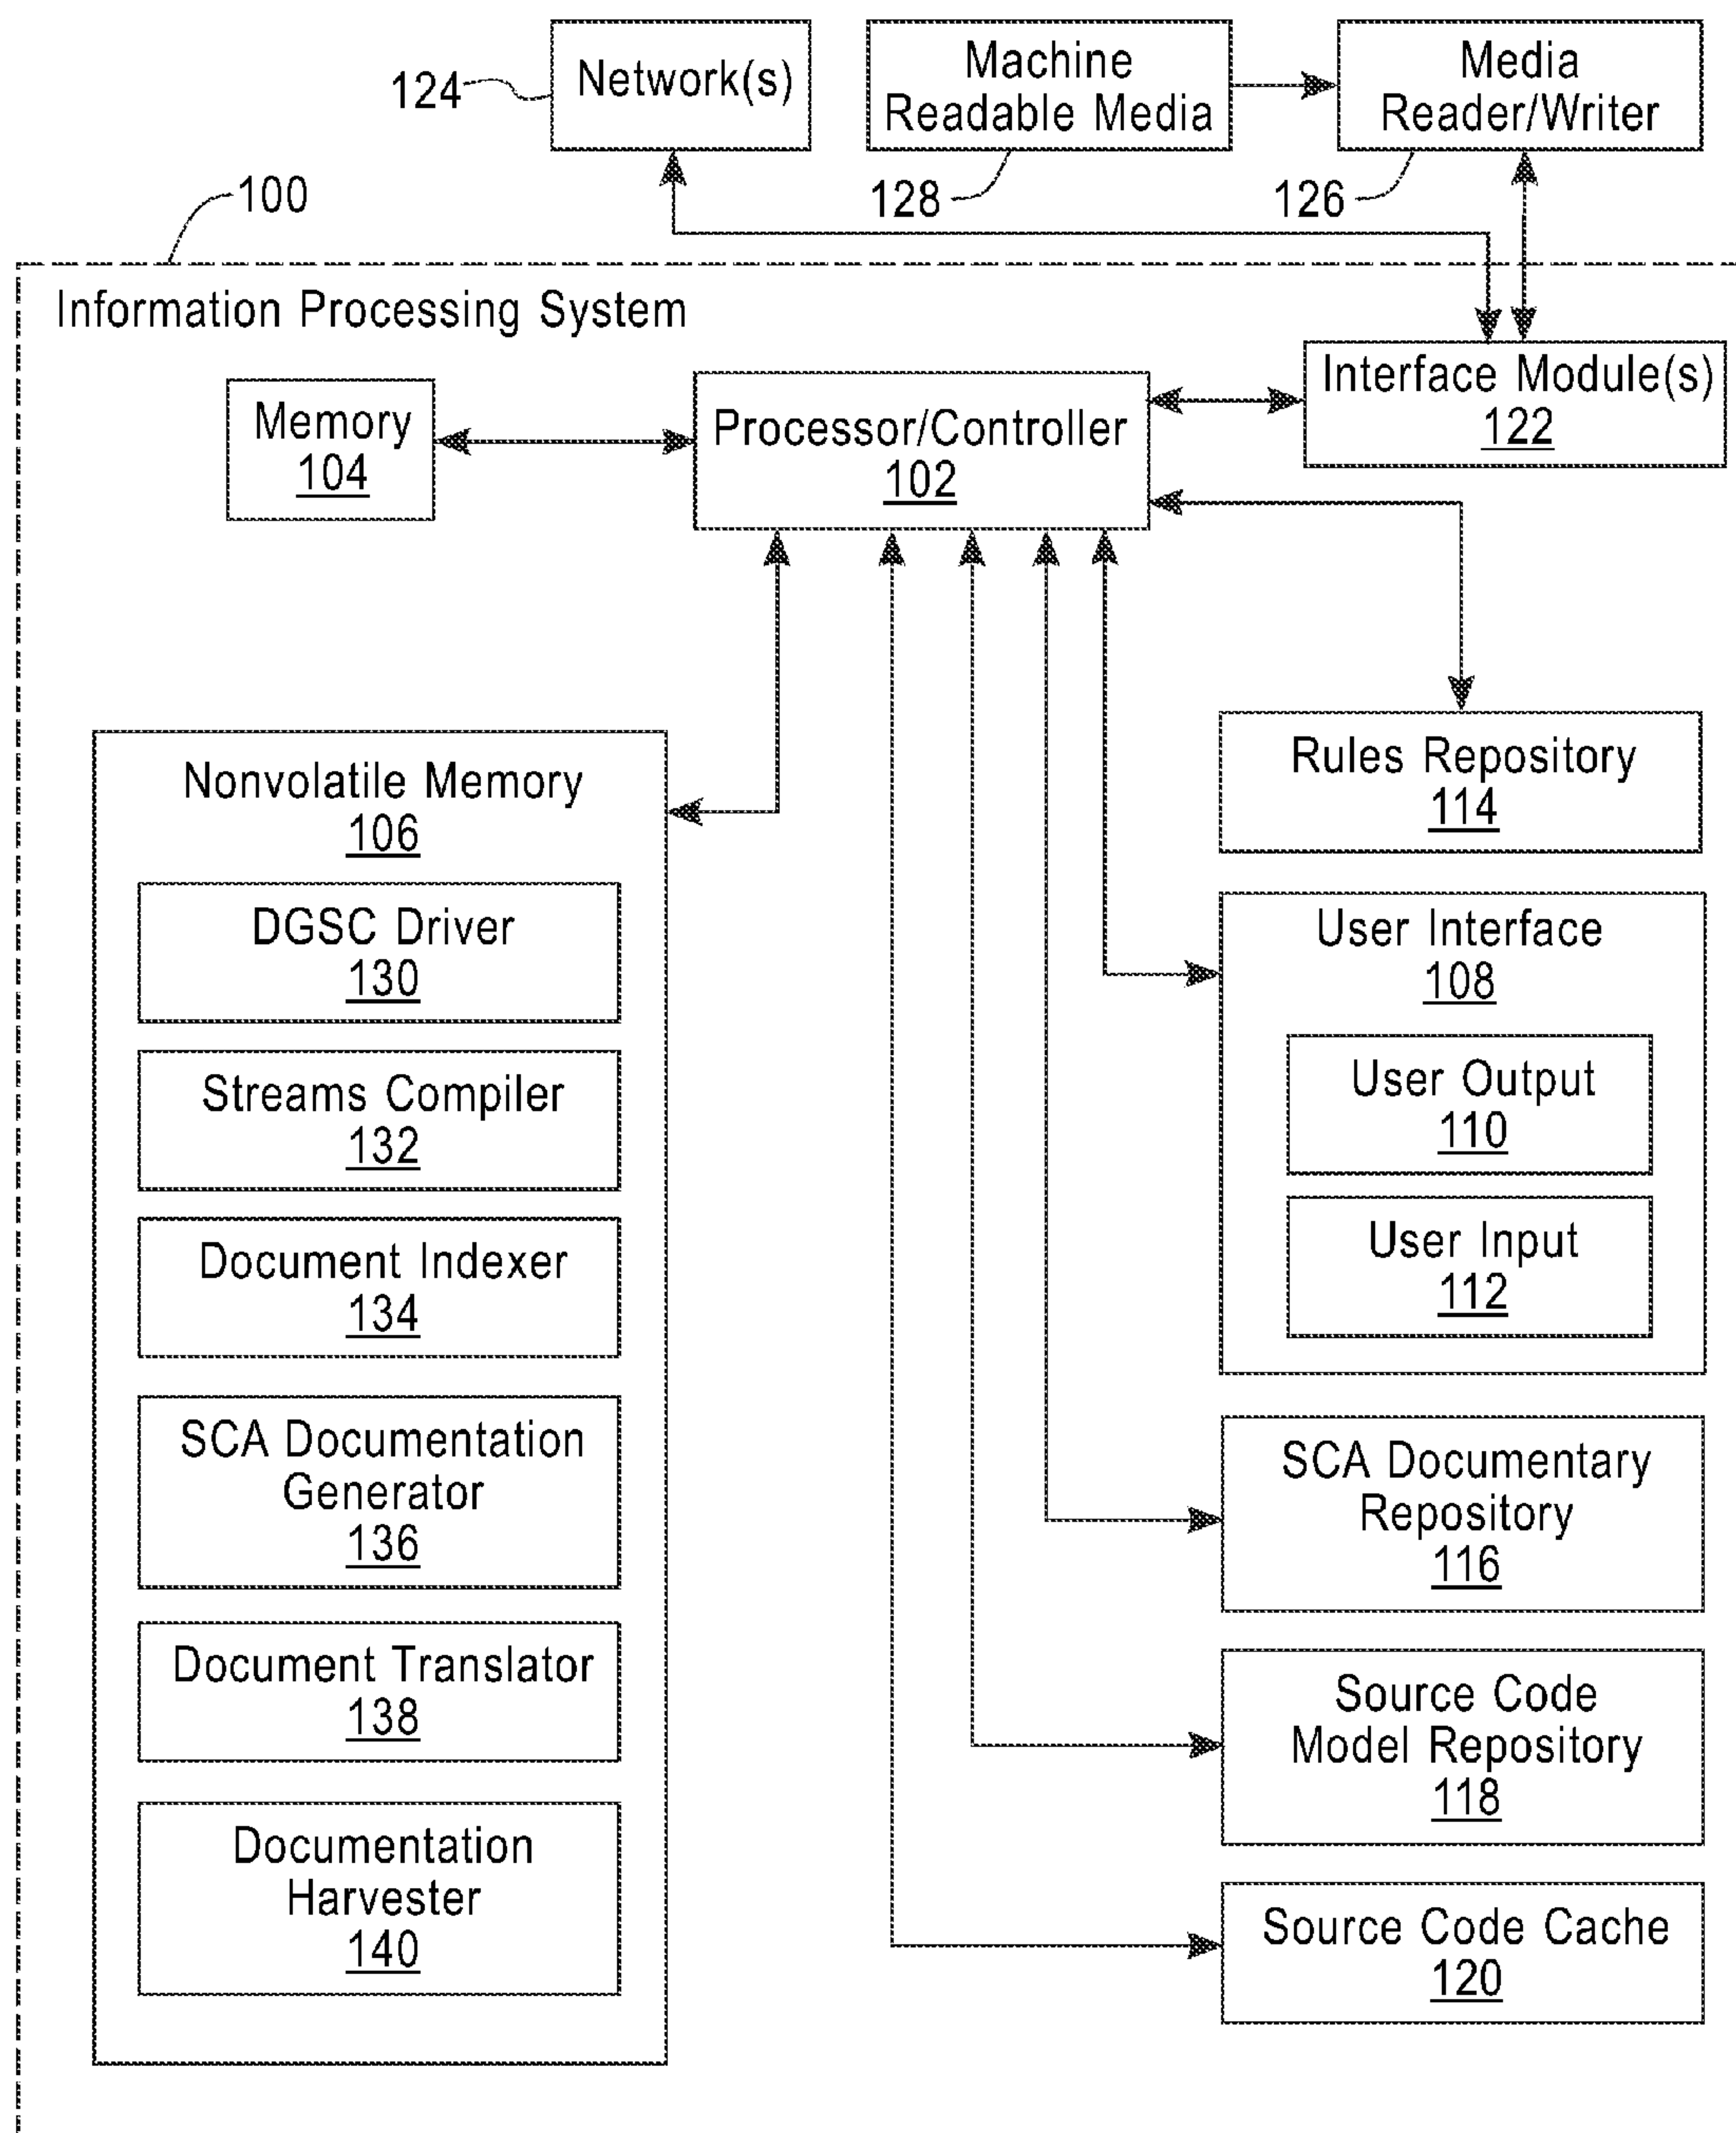 124
Network(s)
Machine
Readable Media
128
Media
Reader/Writer
126
100
Information Processing System
Memory
104
Processor/Controller
102
Interface Module(s)
122
Nonvolatile Memory
106
DGSC Driver
130
Streams Compiler
132
Document Indexer
134
SCA Documentation
Generator
136
Document Translator
138
Documentation
Harvester
140
Rules Repository
114
User Interface
108
User Output
110
User Input
112
SCA Documentary
Repository
116
Source Code
Model Repository
118
Source Code Cache
120